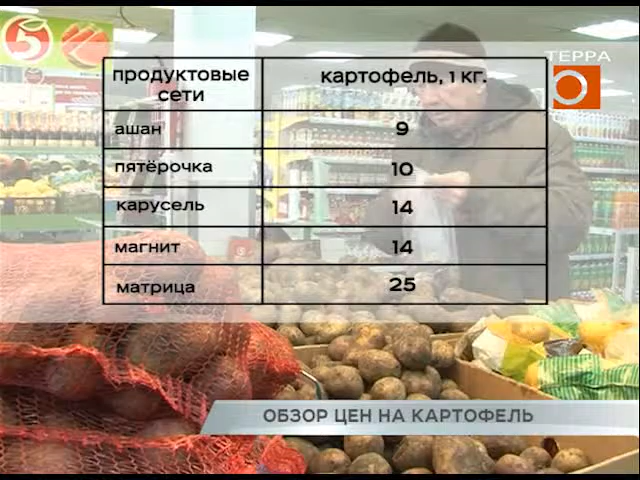 5
ТЕРРА
продуктовые сети
картофель, 1 кг.
ашан 9
пятёрочка 10
карусель 14
магнит 14
матрица 25
ОБЗОР ЦЕН НА КАРТОФЕЛЬ